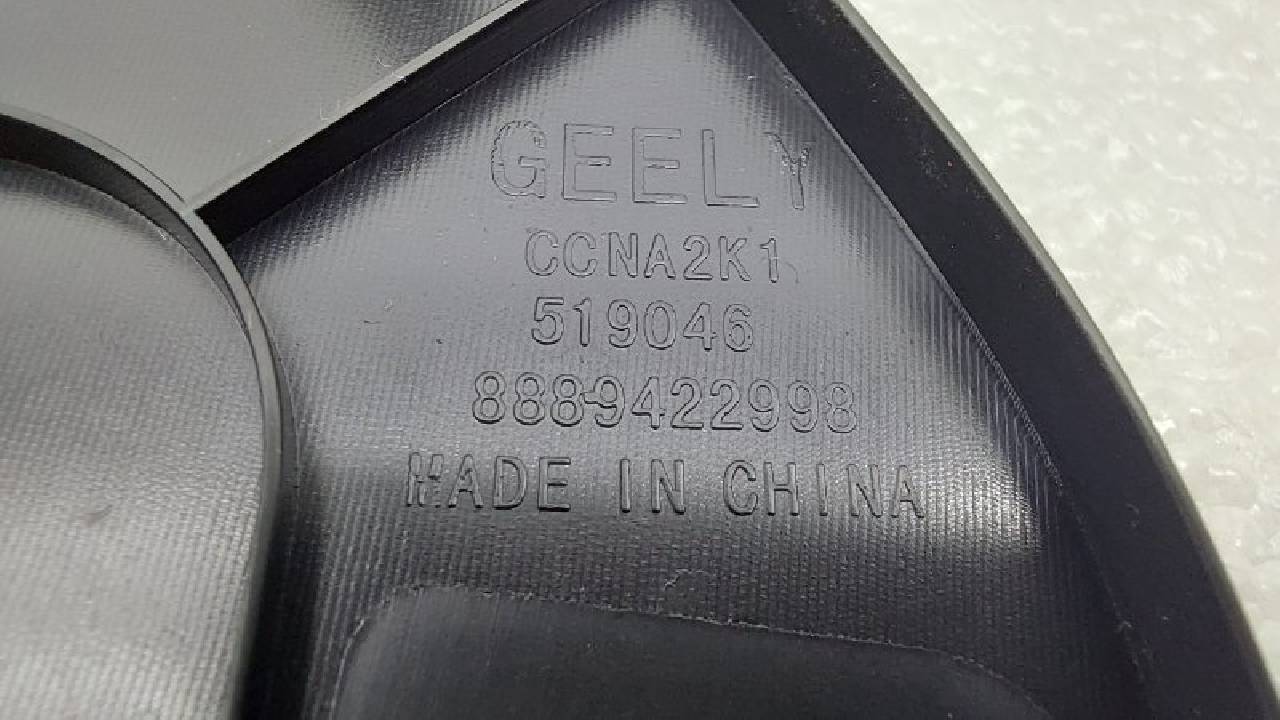 GEELY
CCNA2K1
519046
8889422998
MADE IN CHINA